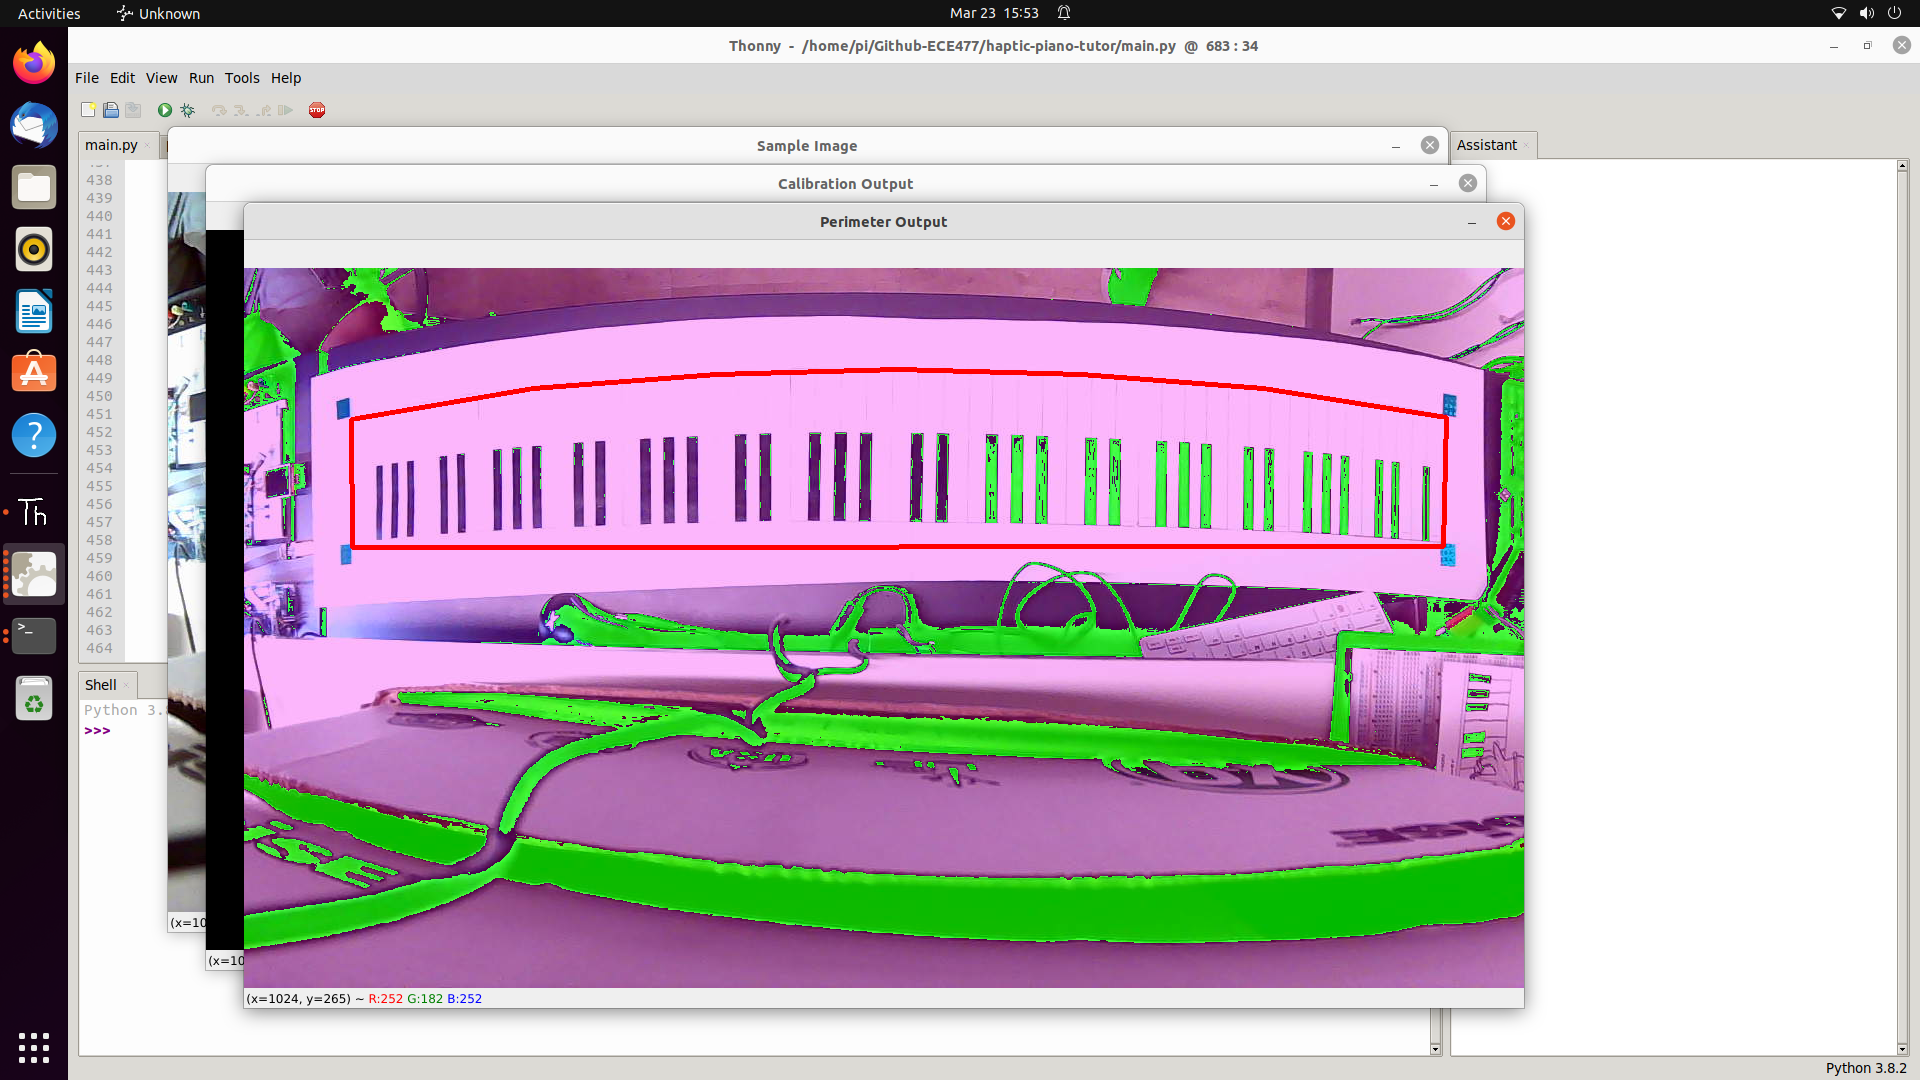 Activities
Unknown
Mar 23 15:53
Thonny - /home/pi/Github-ECE477/haptic-piano-tutor/main.py @ 683 : 34
File Edit View Run Tools Help
STOP
main.py
Sample Image
Assistant
Calibration Output
Perimeter Output
438
439
440
441
442
443
444
445
446
447
448
449
450
451
452
453
454
455
456
457
458
459
460
461
462
463
464
Th
>_
Shell
Python 3.
>>>
(x=10
(x=10
(x=1024, y=265) ~ R:252 G:182 B:252
Python 3.8.2